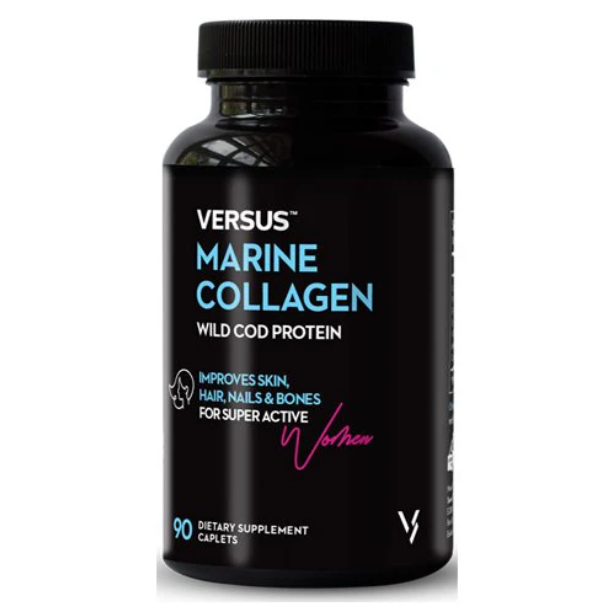 VERSUS™
MARINE
COLLAGEN
WILD COD PROTEIN
IMPROVES SKIN,
HAIR, NAILS & BONES
FOR SUPER ACTIVE
Women
90 DIETARY SUPPLEMENT
CAPLETS